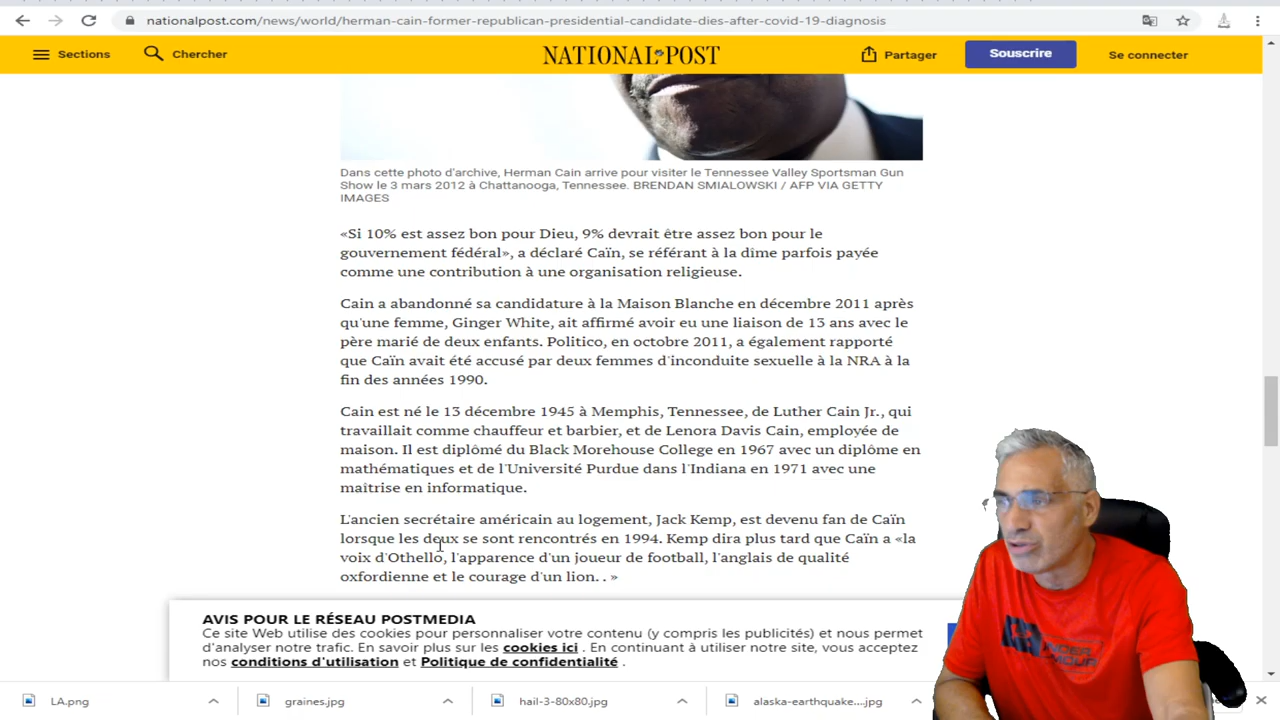 nationalpost.com/news/world/herman-cain-former-republican-presidential-candidate-dies-after-covid-19-diagnosis
Sections Chercher NATIONAL POST Partager Souscrire Se connecter
Dans cette photo d'archive, Herman Cain arrive pour visiter le Tennessee Valley Sportsman Gun
Show le 3 mars 2012 à Chattanooga, Tennessee. BRENDAN SMIALOWSKI / AFP VIA GETTY
IMAGES
«Si 10% est assez bon pour Dieu, 9% devrait être assez bon pour le
gouvernement fédéral», a déclaré Caïn, se référant à la dîme parfois payée
comme une contribution à une organisation religieuse.
Cain a abandonné sa candidature à la Maison Blanche en décembre 2011 après
qu'une femme, Ginger White, ait affirmé avoir eu une liaison de 13 ans avec le
père marié de deux enfants. Politico, en octobre 2011, a également rapporté
que Caïn avait été accusé par deux femmes d'inconduite sexuelle à la NRA à la
fin des années 1990.
Cain est né le 13 décembre 1945 à Memphis, Tennessee, de Luther Cain Jr., qui
travaillait comme chauffeur et barbier, et de Lenora Davis Cain, employée de
maison. Il est diplômé du Black Morehouse College en 1967 avec un diplôme en
mathématiques et de l'Université Purdue dans l'Indiana en 1971 avec une
maîtrise en informatique.
L'ancien secrétaire américain au logement, Jack Kemp, est devenu fan de Caïn
lorsque les deux se sont rencontrés en 1994. Kemp dira plus tard que Caïn a «la
voix d'Othello, l'apparence d'un joueur de football, l'anglais de qualité
oxfordienne et le courage d'un lion. . »
AVIS POUR LE RÉSEAU POSTMEDIA
Ce site Web utilise des cookies pour personnaliser votre contenu (y compris les publicités) et nous permet
d'analyser notre trafic. En savoir plus sur les cookies ici . En continuant à utiliser notre site, vous acceptez
nos conditions d'utilisation et Politique de confidentialité .
LA.png graines.jpg hail-3-80x80.jpg alaska-earthquake....jpg